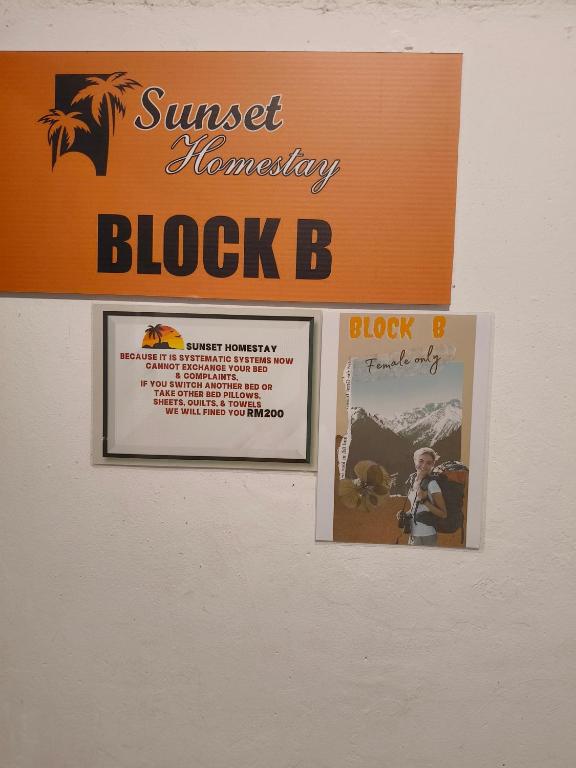 Sunset
Homestay
BLOCK B
SUNSET HOMESTAY
BECAUSE IT IS SYSTEMATIC SYSTEMS NOW
CANNOT EXCHANGE YOUR BED
& COMPLAINTS,
IF YOU SWITCH ANOTHER BED OR
TAKE OTHER BED PILLOWS,
SHEETS, QUILTS, & TOWELS
WE WILL FINED YOU RM200
BLOCK B
Female only